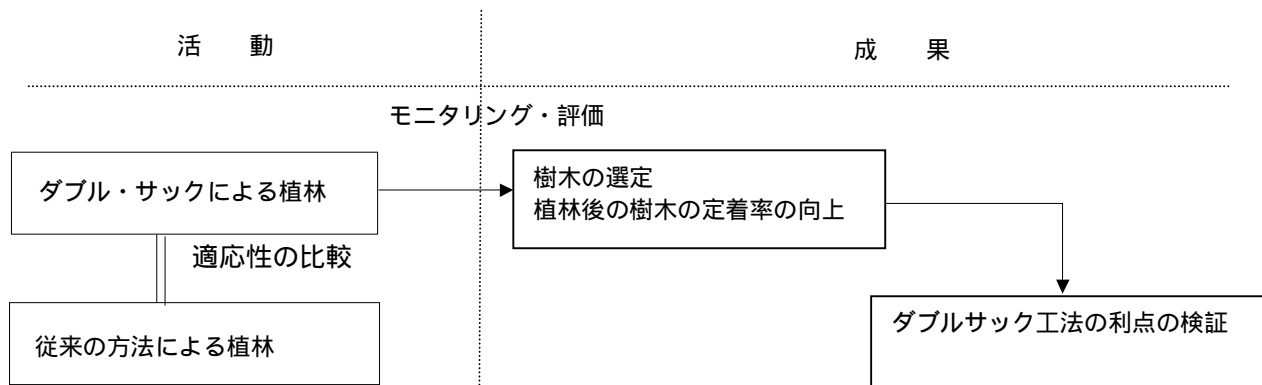 活　　動
成　　果
モニタリング・評価
ダブル・サックによる植林
樹木の選定
植林後の樹木の定着率の向上
適応性の比較
従来の方法による植林
ダブルサック工法の利点の検証